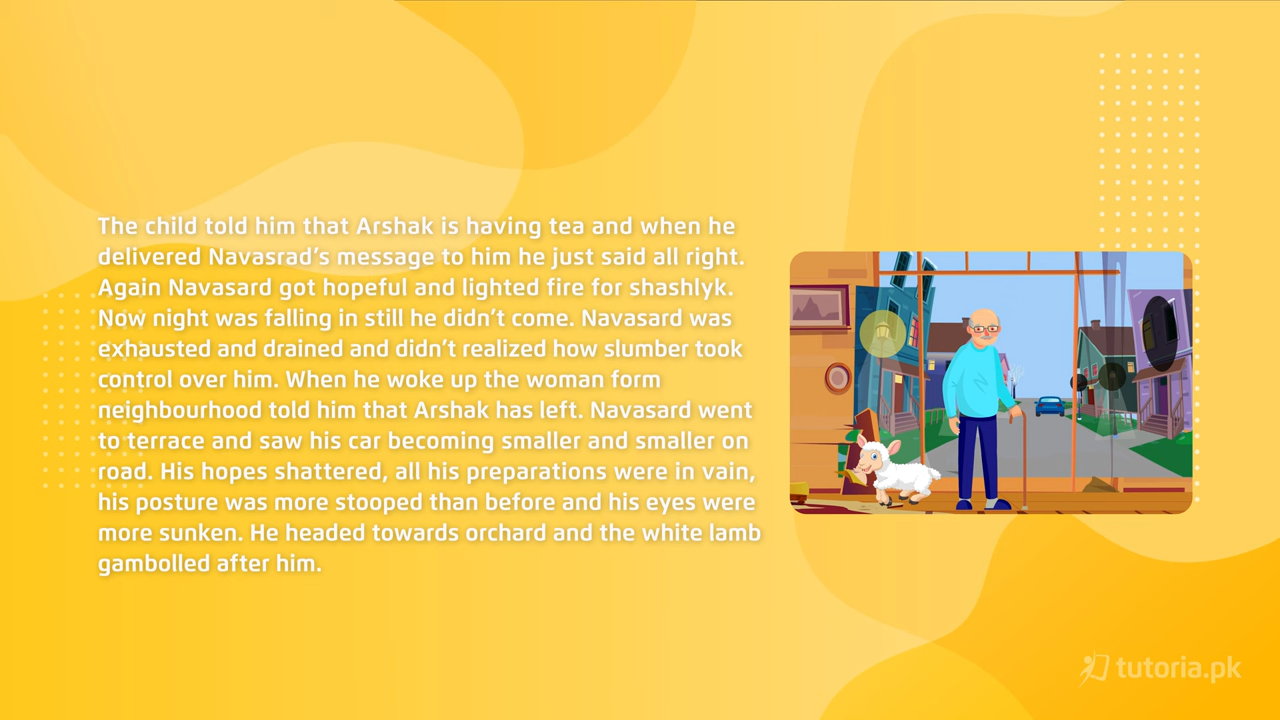 The child told him that Arshak is having tea and when he
delivered Navasrad’s message to him he just said all right.
Again Navasard got hopeful and lighted fire for shashlyk.
Now night was falling in still he didn’t come. Navasard was
exhausted and drained and didn’t realized how slumber took
control over him. When he woke up the woman form
neighbourhood told him that Arshak has left. Navasard went
to terrace and saw his car becoming smaller and smaller on
road. His hopes shattered, all his preparations were in vain,
his posture was more stooped than before and his eyes were
more sunken. He headed towards orchard and the white lamb
gambolled after him.
tutoria.pk